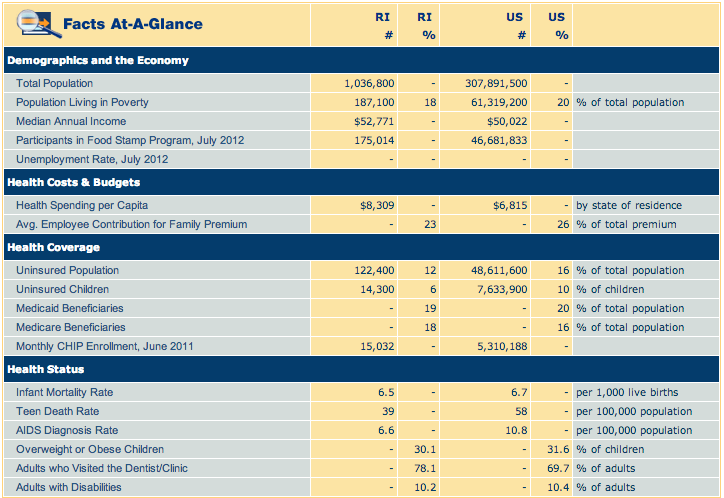 Facts At-A-Glance RI # RI % US # US %
Demographics and the Economy
Total Population 1,036,800 - 307,891,500 -
Population Living in Poverty 187,100 18 61,319,200 20 % of total population
Median Annual Income $52,771 - $50,022 -
Participants in Food Stamp Program, July 2012 175,014 - 46,681,833 -
Unemployment Rate, July 2012 - - - -
Health Costs & Budgets
Health Spending per Capita $8,309 - $6,815 - by state of residence
Avg. Employee Contribution for Family Premium - 23 - 26 % of total premium
Health Coverage
Uninsured Population 122,400 12 48,611,600 16 % of total population
Uninsured Children 14,300 6 7,633,900 10 % of children
Medicaid Beneficiaries - 19 - 20 % of total population
Medicare Beneficiaries - 18 - 16 % of total population
Monthly CHIP Enrollment, June 2011 15,032 - 5,310,188 -
Health Status
Infant Mortality Rate 6.5 - 6.7 - per 1,000 live births
Teen Death Rate 39 - 58 - per 100,000 population
AIDS Diagnosis Rate 6.6 - 10.8 - per 100,000 population
Overweight or Obese Children - 30.1 - 31.6 % of children
Adults who Visited the Dentist/Clinic - 78.1 - 69.7 % of adults
Adults with Disabilities - 10.2 - 10.4 % of adults